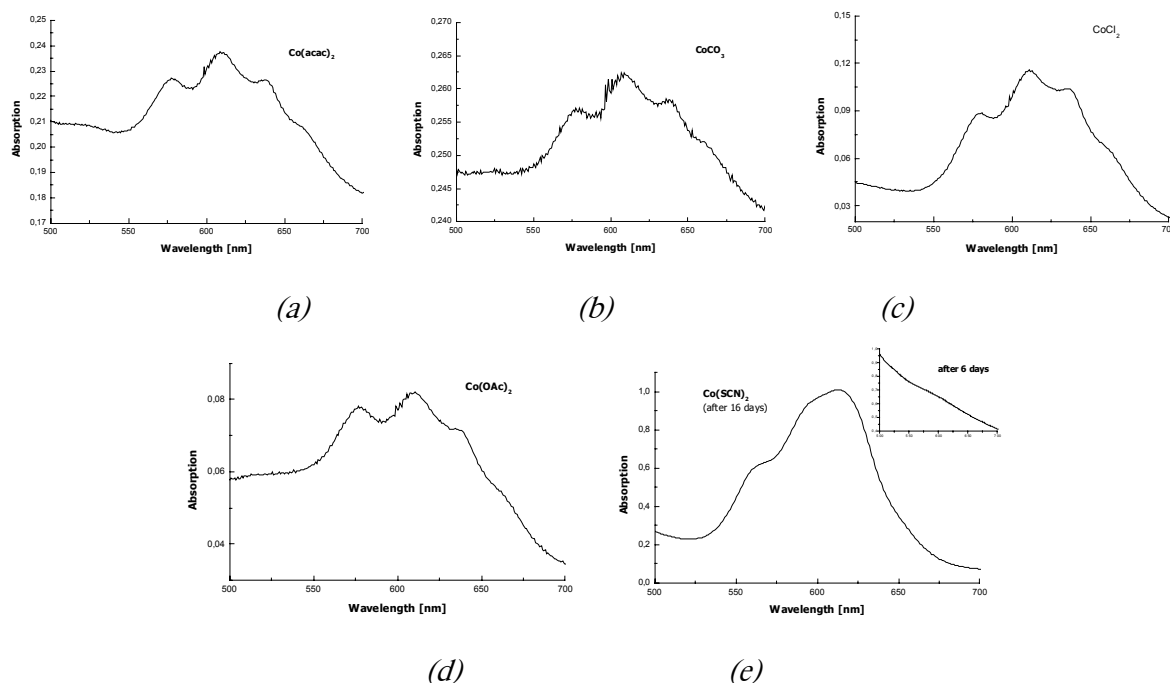 0,25
0,24
0,23
0,22
0,21
0,20
0,19
0,18
0,17
Absorption
Co(acac)₂
500 550 600 650 700
Wavelength [nm]
(a)
0,265
0,260
0,255
0,250
0,245
0,240
Absorption
CoCO₃
500 550 600 650 700
Wavelength [nm]
(b)
0,15
0,12
0,09
0,06
0,03
Absorption
CoCl₂
500 550 600 650 700
Wavelength [nm]
(c)
0,08
0,06
0,04
Absorption
Co(OAc)₂
500 550 600 650 700
Wavelength [nm]
(d)
1,0
0,8
0,6
0,4
0,2
0,0
Absorption
Co(SCN)₂
(after 16 days)
after 6 days
500 550 600 650 700
Wavelength [nm]
(e)